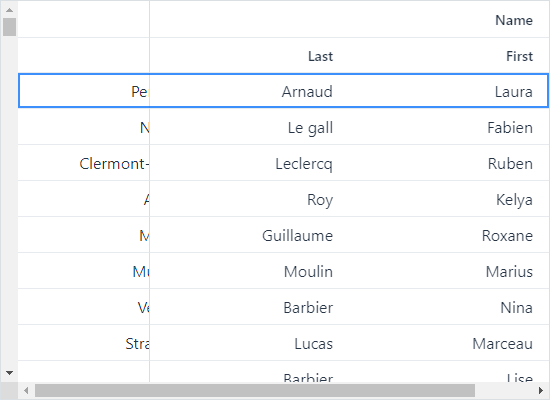 Name
Last First
Pe Arnaud Laura
N Le gall Fabien
Clermont- Leclercq Ruben
Roy Kelya
M Guillaume Roxane
Mu Moulin Marius
Ve Barbier Nina
Stra Lucas Marceau
Barbier Lise